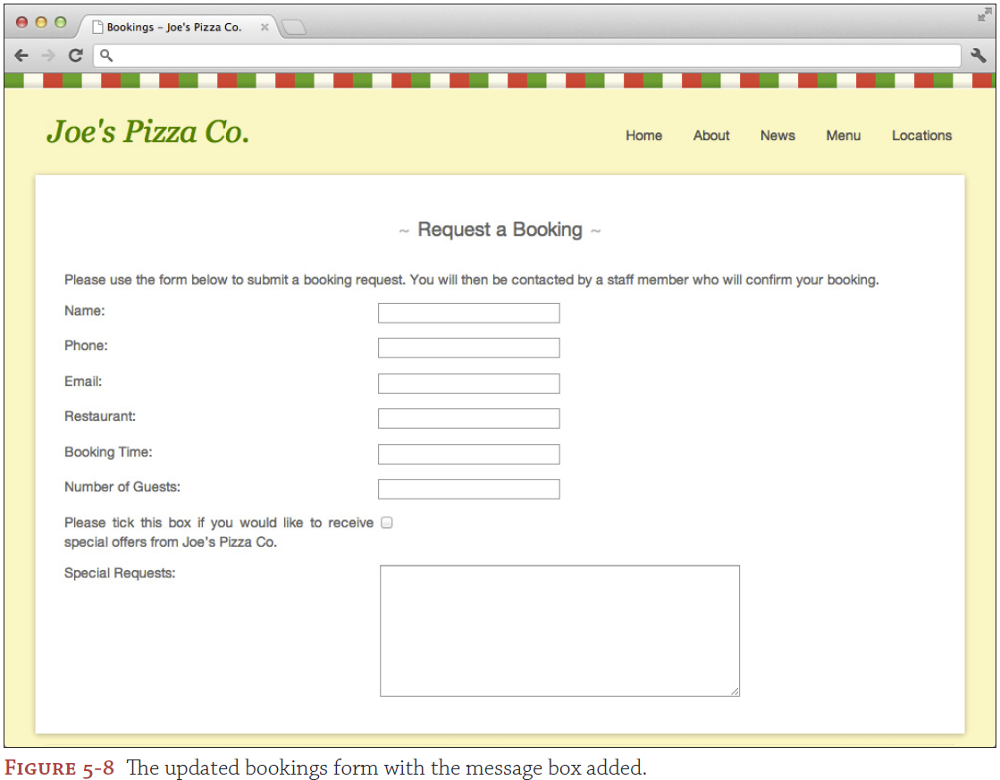 Bookings – Joe's Pizza Co.
Joe's Pizza Co.
Home About News Menu Locations
~ Request a Booking ~
Please use the form below to submit a booking request. You will then be contacted by a staff member who will confirm your booking.
Name:
Phone:
Email:
Restaurant:
Booking Time:
Number of Guests:
Please tick this box if you would like to receive
special offers from Joe’s Pizza Co.
Special Requests:
FIGURE 5-8 The updated bookings form with the message box added.